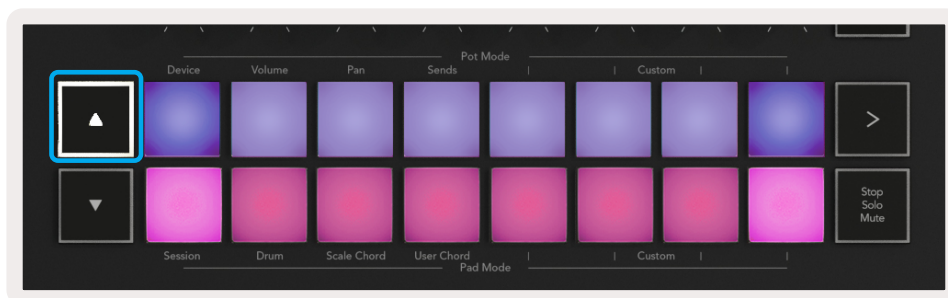 Pot Mode
Device Volume Pan Sends Custom
>
Stop
Solo
Mute
Session Drum Scale Chord User Chord Custom
Pad Mode